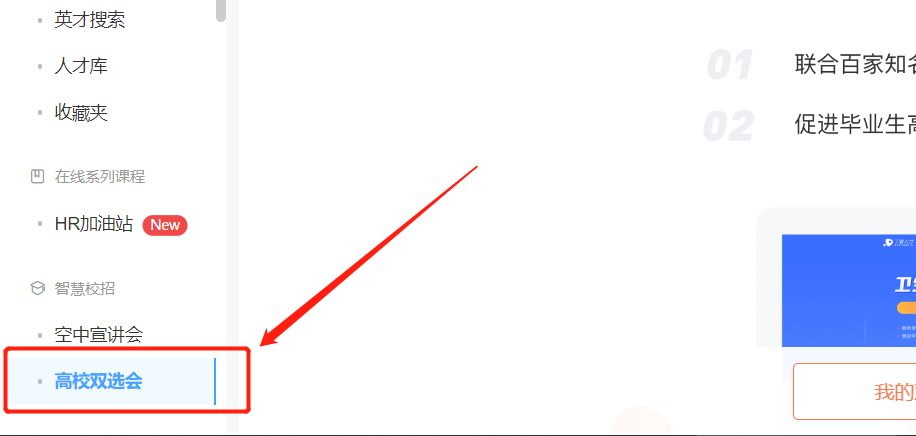 英才搜索
人才库
收藏夹
在线系列课程
HR加油站 New
智慧校招
空中宣讲会
高校双选会
01 联合百家知
02 促进毕业生
我的